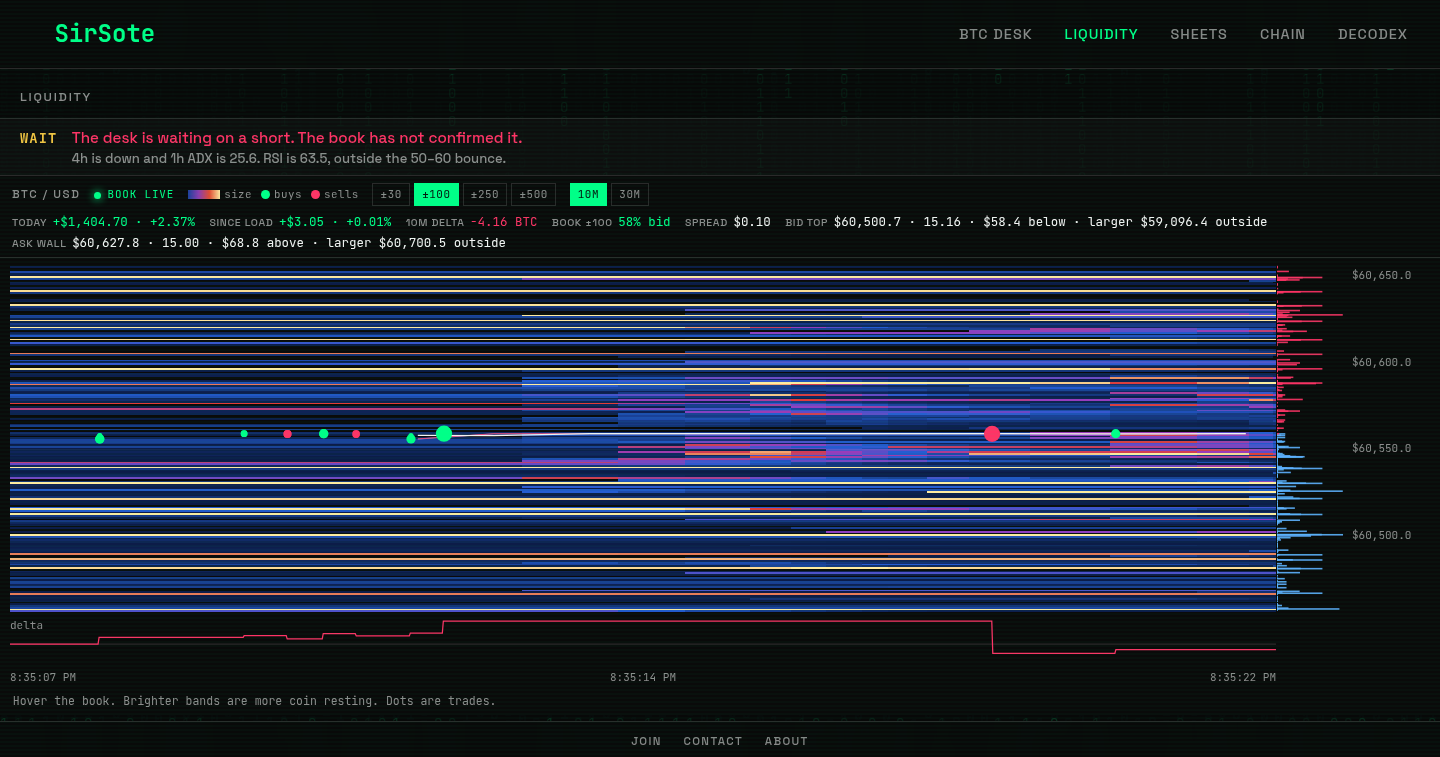 SirSote
BTC DESK LIQUIDITY SHEETS CHAIN DECODEX
LIQUIDITY
WAIT The desk is waiting on a short. The book has not confirmed it.
4h is down and 1h ADX is 25.6. RSI is 63.5, outside the 50–60 bounce.
BTC / USD BOOK LIVE size buys sells ±30 ±100 ±250 ±500 10M 30M
TODAY +$1,404.70 · +2.37% SINCE LOAD +$3.05 · +0.01% 10M DELTA -4.16 BTC BOOK ±100 58% bid SPREAD $0.10 BID TOP $60,500.7 · 15.16 · $58.4 below · larger $59,096.4 outside
ASK WALL $60,627.8 · 15.00 · $68.8 above · larger $60,700.5 outside
$60,650.0
$60,600.0
$60,550.0
$60,500.0
delta
8:35:07 PM 8:35:14 PM 8:35:22 PM
Hover the book. Brighter bands are more coin resting. Dots are trades.
JOIN CONTACT ABOUT